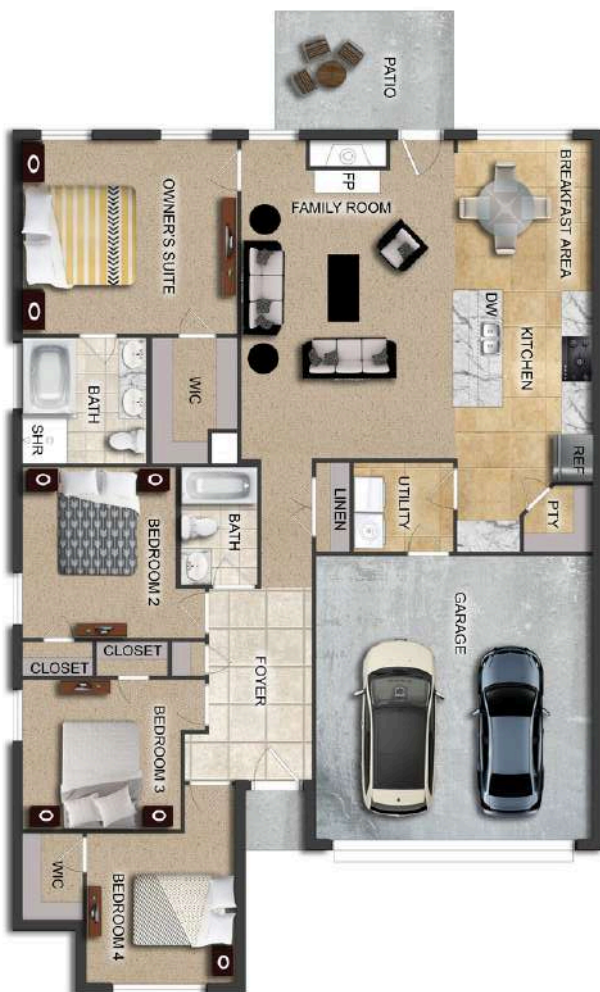 PATIO
BREAKFAST AREA
FP
FAMILY ROOM
OWNER'S SUITE
DW
KITCHEN
BATH
WIC
SHR
REF
UTILITY
LINEN
PTY
BEDROOM 2
BATH
GARAGE
CLOSET
CLOSET
FOYER
BEDROOM 3
WIC
BEDROOM 4